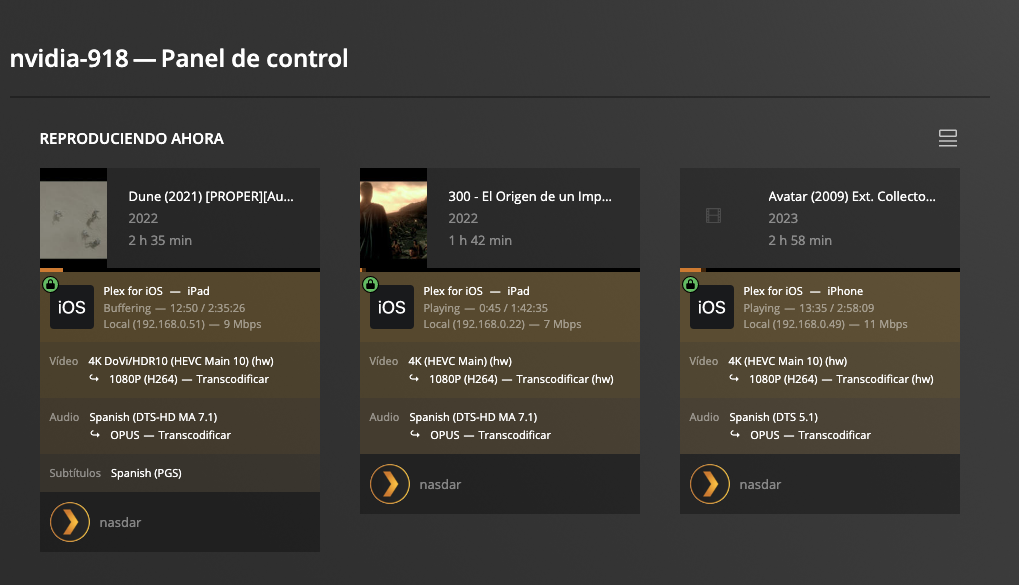 nvidia-918 — Panel de control
REPRODUCIENDO AHORA
Dune (2021) [PROPER][Au...
2022
2 h 35 min
iOS
Plex for iOS — iPad
Buffering — 12:50 / 2:35:26
Local (192.168.0.51) — 9 Mbps
Vídeo 4K DoVi/HDR10 (HEVC Main 10) (hw)
↪ 1080P (H264) — Transcodificar
Audio Spanish (DTS-HD MA 7.1)
↪ OPUS — Transcodificar
Subtítulos Spanish (PGS)
nasdar
300 - El Origen de un Imp...
2022
1 h 42 min
iOS
Plex for iOS — iPad
Playing — 0:45 / 1:42:35
Local (192.168.0.22) — 7 Mbps
Vídeo 4K (HEVC Main) (hw)
↪ 1080P (H264) — Transcodificar (hw)
Audio Spanish (DTS-HD MA 7.1)
↪ OPUS — Transcodificar
nasdar
Avatar (2009) Ext. Collecto...
2023
2 h 58 min
iOS
Plex for iOS — iPhone
Playing — 13:35 / 2:58:09
Local (192.168.0.49) — 11 Mbps
Vídeo 4K (HEVC Main 10) (hw)
↪ 1080P (H264) — Transcodificar (hw)
Audio Spanish (DTS 5.1)
↪ OPUS — Transcodificar
nasdar